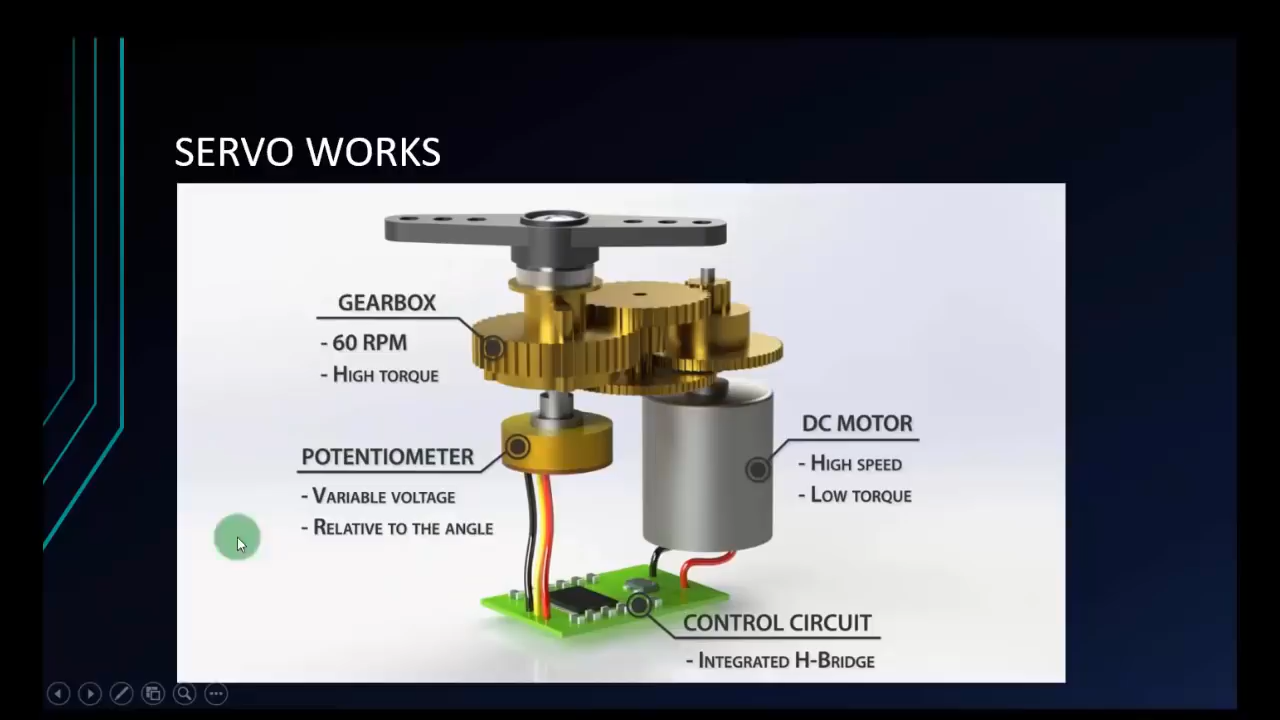 SERVO WORKS
GEARBOX
- 60 RPM
- HIGH TORQUE
POTENTIOMETER
- VARIABLE VOLTAGE
- RELATIVE TO THE ANGLE
DC MOTOR
- HIGH SPEED
- LOW TORQUE
CONTROL CIRCUIT
- INTEGRATED H-BRIDGE